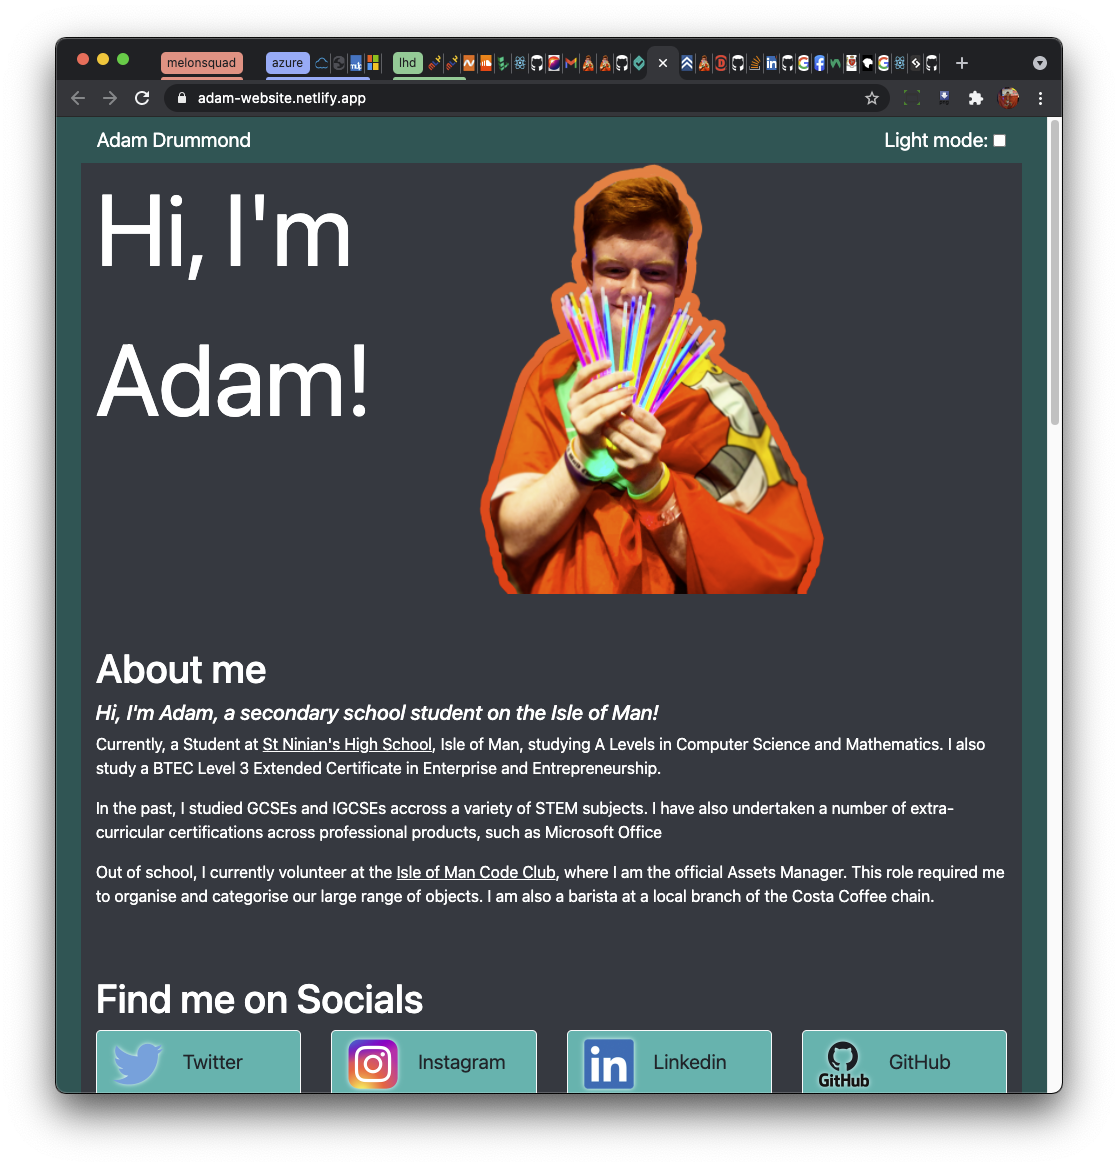 melonsquad
azure
lhd
adam-website.netlify.app
Adam Drummond
Light mode:
Hi, I'm
Adam!
About me
Hi, I'm Adam, a secondary school student on the Isle of Man!
Currently, a Student at St Ninian's High School, Isle of Man, studying A Levels in Computer Science and Mathematics. I also
study a BTEC Level 3 Extended Certificate in Enterprise and Entrepreneurship.
In the past, I studied GCSEs and IGCSEs accross a variety of STEM subjects. I have also undertaken a number of extra-
curricular certifications across professional products, such as Microsoft Office
Out of school, I currently volunteer at the Isle of Man Code Club, where I am the official Assets Manager. This role required me
to organise and categorise our large range of objects. I am also a barista at a local branch of the Costa Coffee chain.
Find me on Socials
Twitter
Instagram
in
Linkedin
GitHub
GitHub